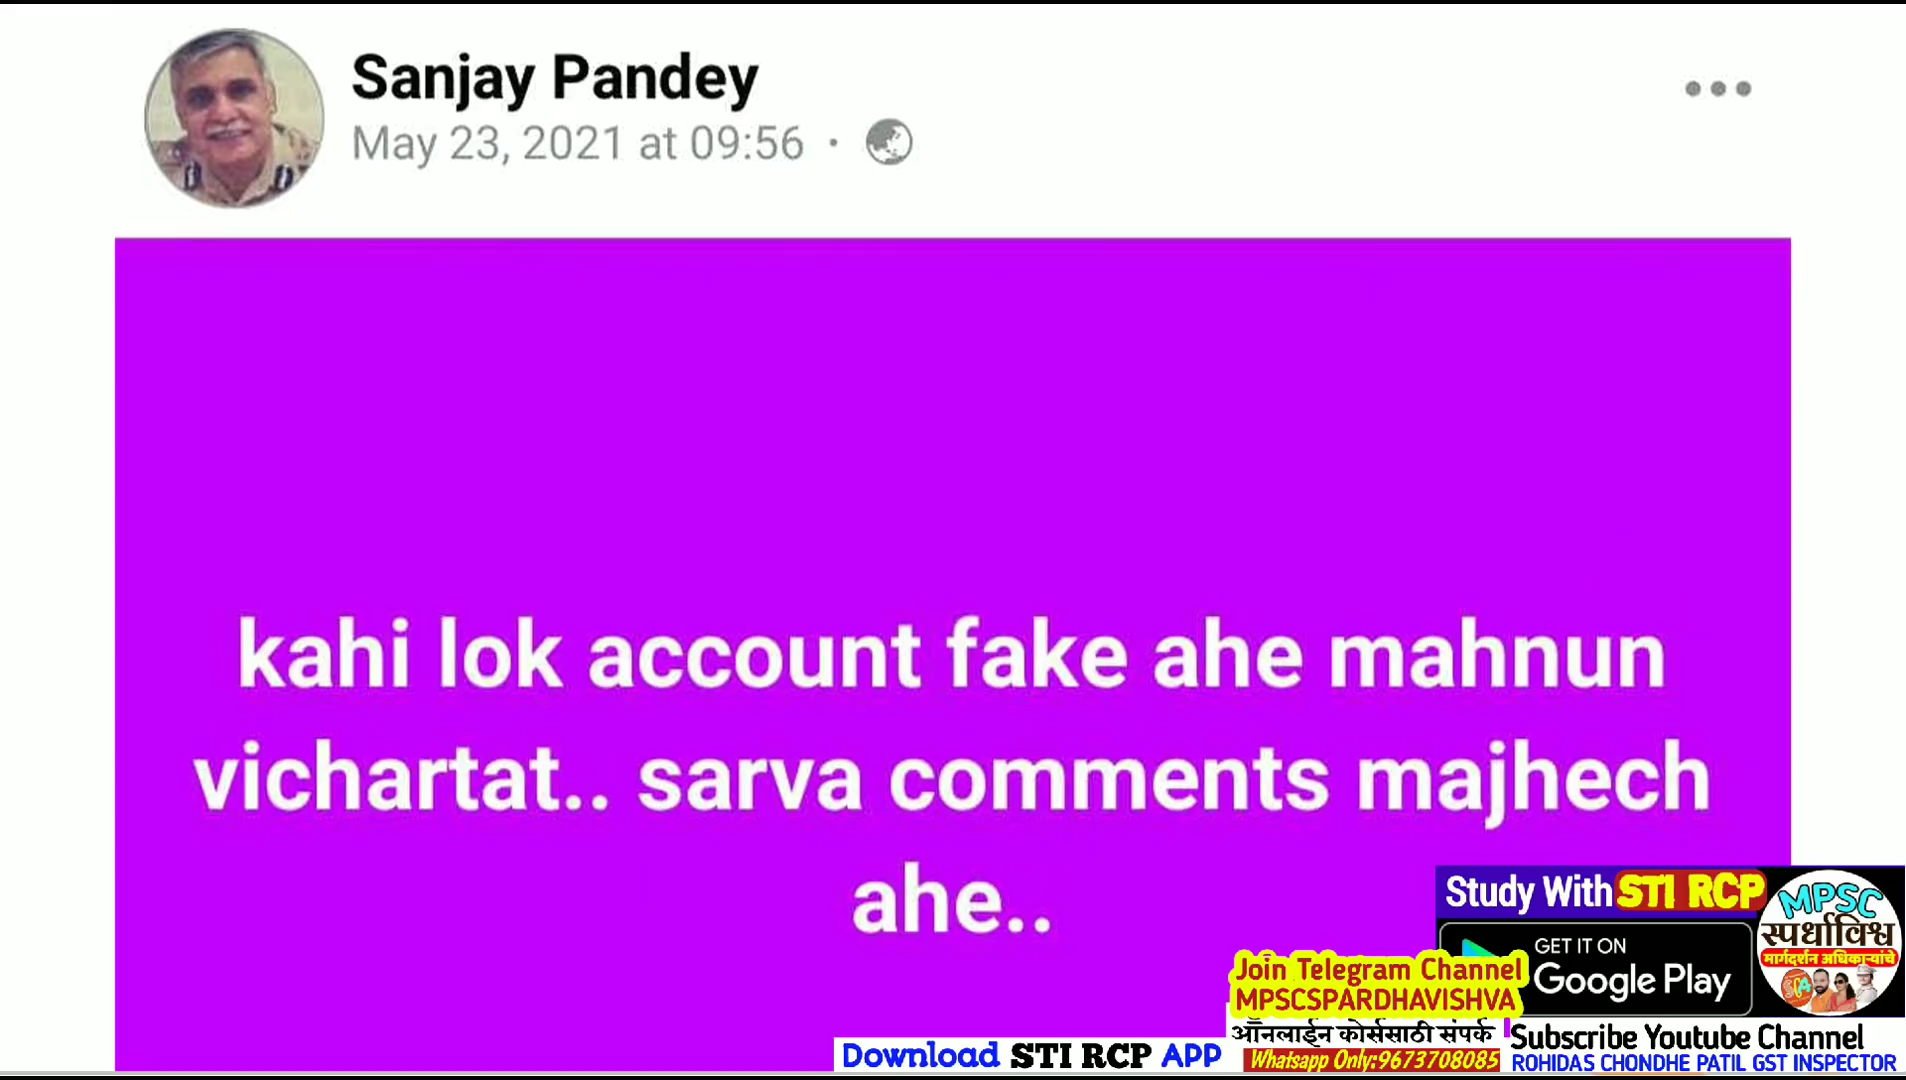 Sanjay Pandey
May 23, 2021 at 09:56 ·
kahi lok account fake ahe mahnun
vichartat.. sarva comments majhech
ahe..
Study With STI RCP
GET IT ON
Google Play
MPSC
स्पर्धाविश्व
मार्गदर्शन अधिकाऱ्यांचे
Join Telegram Channel
MPSCSPARDHAVISHVA
ऑनलाईन कोर्ससाठी संपर्क
Whatsapp Only:9673708085
Download STI RCP APP
Subscribe Youtube Channel
ROHIDAS CHONDHE PATIL GST INSPECTOR